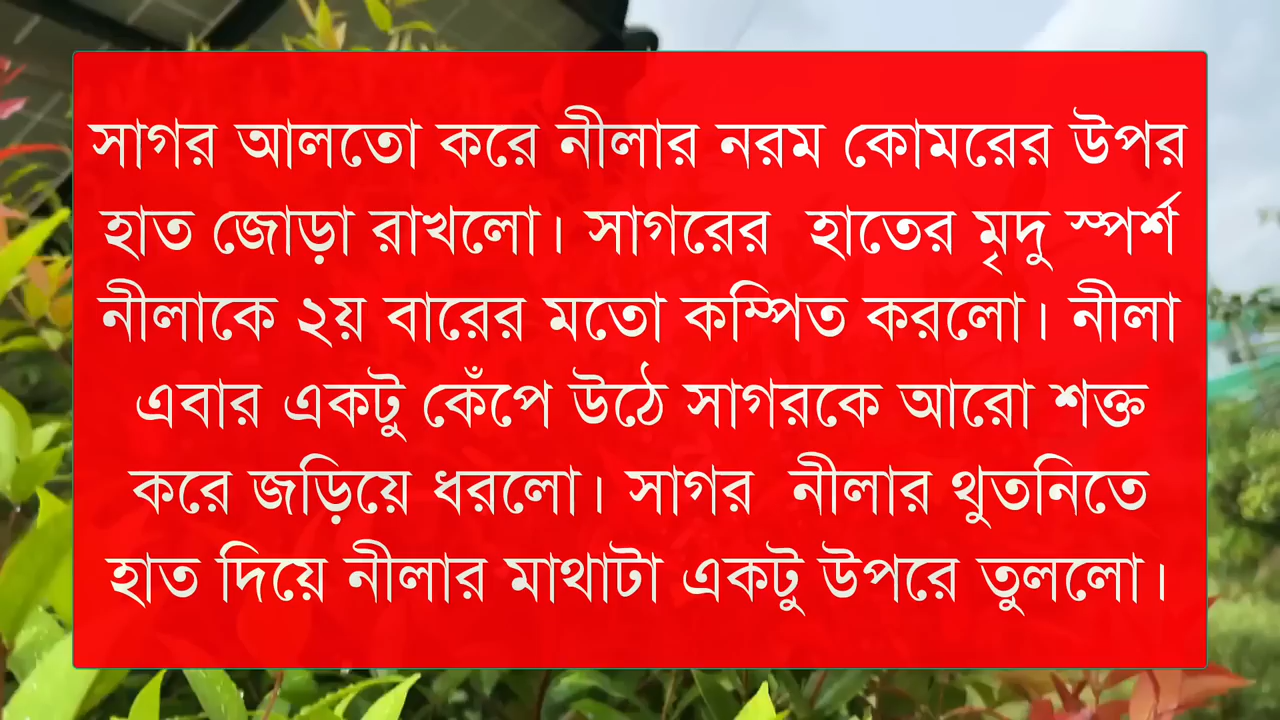 সাগর আলতো করে নীলার নরম কোমরের উপর
হাত জোড়া রাখলো। সাগরের হাতের মৃদু স্পর্শ
নীলাকে ২য় বারের মতো কম্পিত করলো। নীলা
এবার একটু কেঁপে উঠে সাগরকে আরো শক্ত
করে জড়িয়ে ধরলো। সাগর নীলার থুতনিতে
হাত দিয়ে নীলার মাথাটা একটু উপরে তুললো।